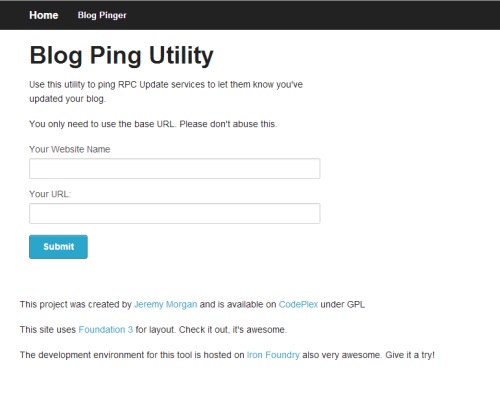 Home Blog Pinger
Blog Ping Utility
Use this utility to ping RPC Update services to let them know you've
updated your blog.
You only need to use the base URL. Please don't abuse this.
Your Website Name
Your URL:
Submit
This project was created by Jeremy Morgan and is available on CodePlex under GPL
This site uses Foundation 3 for layout. Check it out, it's awesome.
The development environment for this tool is hosted on Iron Foundry also very awesome. Give it a try!